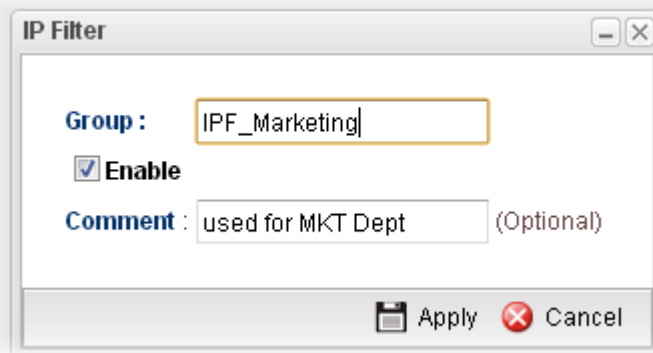 IP Filter
Group : IPF_Marketing
Enable
Comment : used for MKT Dept (Optional)
Apply Cancel